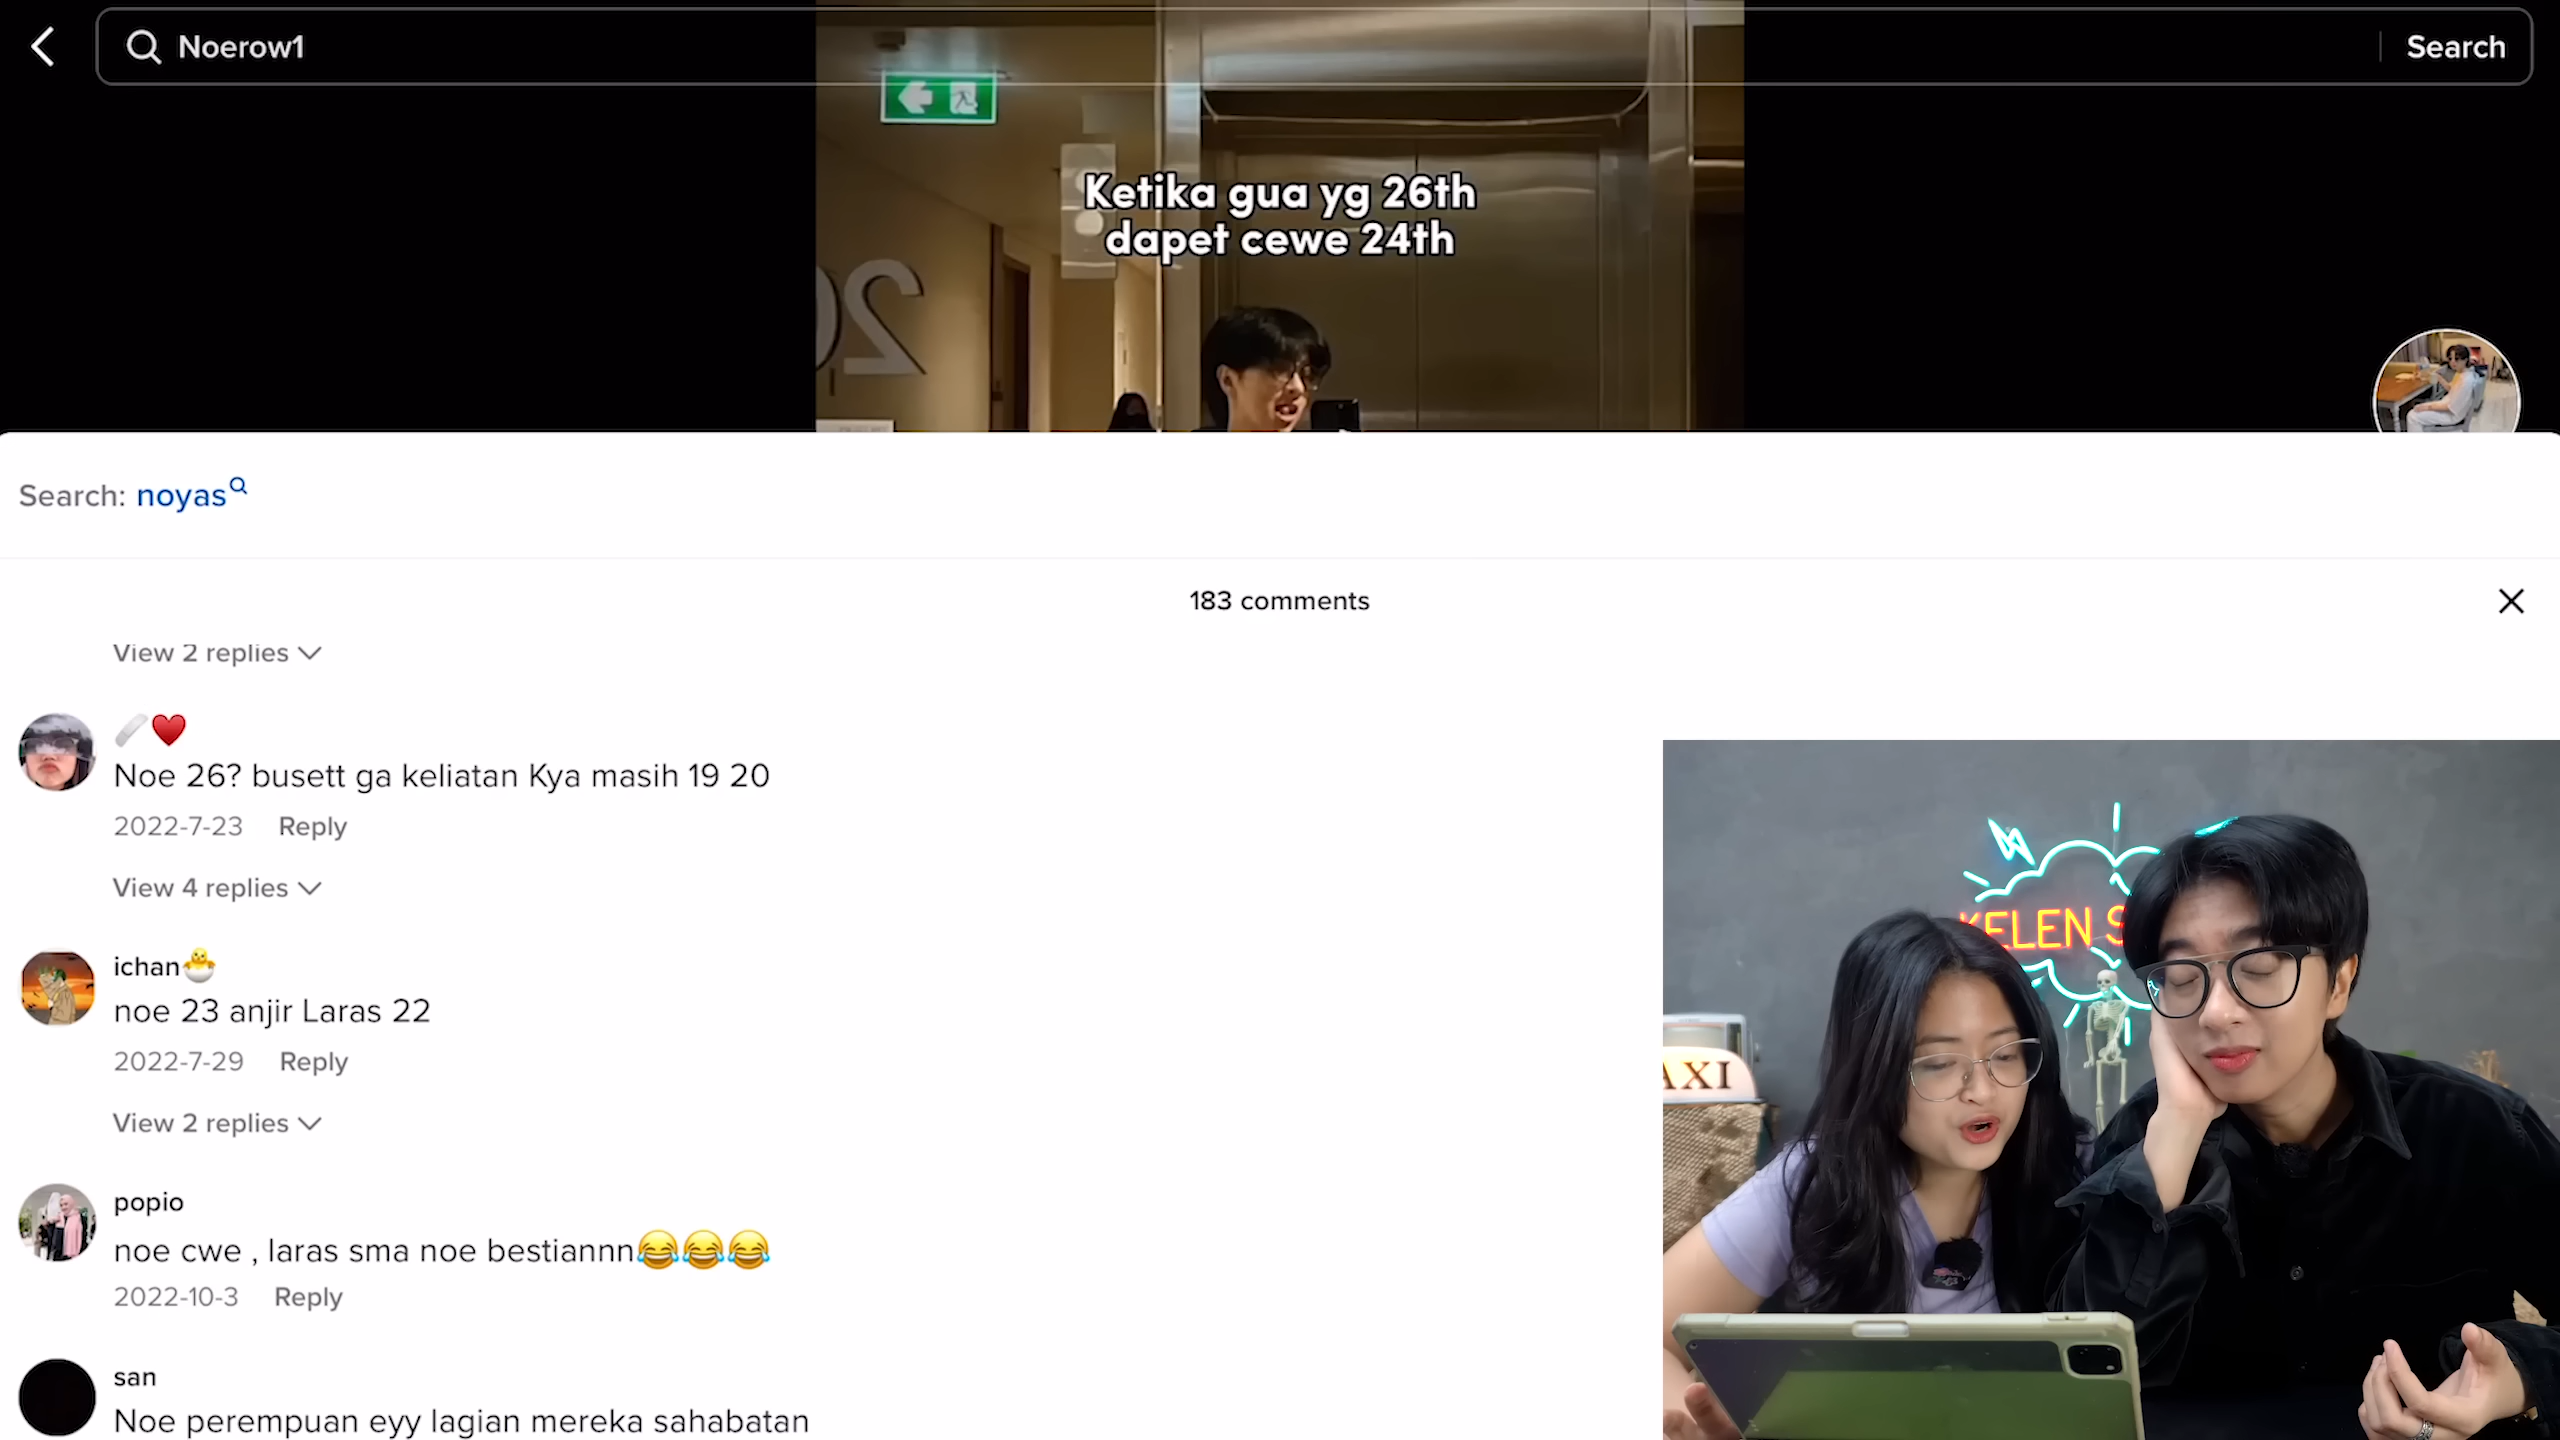 Noerow1
Search
Ketika gua yg 26th
dapet cewe 24th
Search: noyas
183 comments
View 2 replies
Noe 26? busett ga keliatan Kya masih 19 20
2022-7-23 Reply
View 4 replies
ichan🐣
noe 23 anjir Laras 22
2022-7-29 Reply
View 2 replies
popio
noe cwe , laras sma noe bestiannn😂😂😂
2022-10-3 Reply
san
Noe perempuan eyy lagian mereka sahabatan
KELEN S
AXI